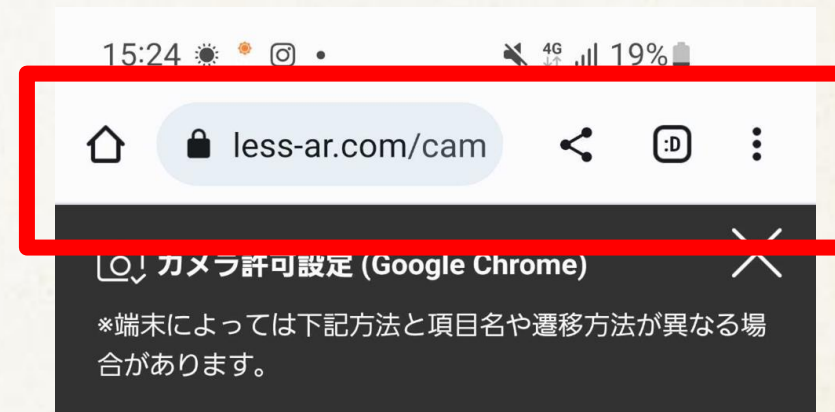 15:24 4G 19%
less-ar.com/cam :D
カメラ許可設定 (Google Chrome)
※端末によっては下記方法と項目名や遷移方法が異なる場
合があります。